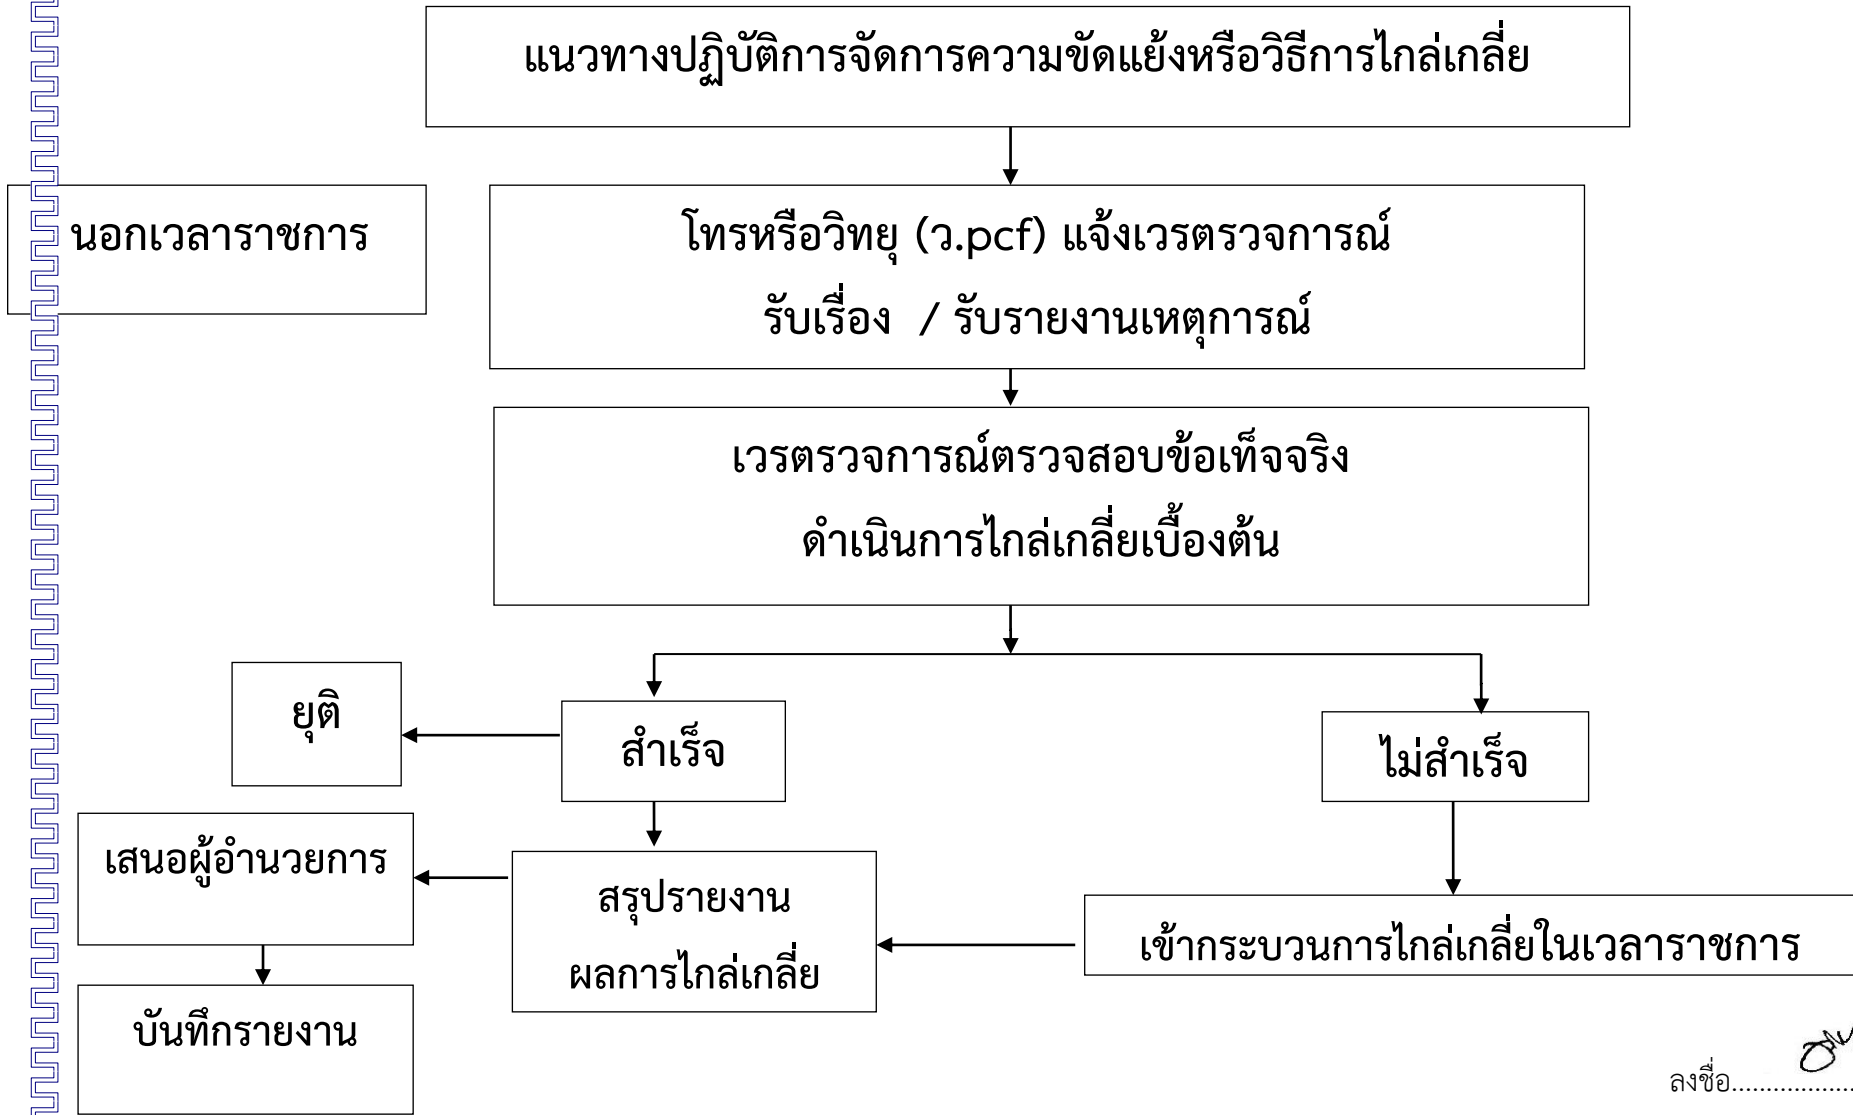 แนวทางปฏิบัติการจัดการความขัดแย้งหรือวิธีการไกล่เกลี่ย
นอกเวลาราชการ
โทรหรือวิทยุ (ว.pcf) แจ้งเวรตรวจการณ์
รับเรื่อง / รับรายงานเหตุการณ์
เวรตรวจการณ์ตรวจสอบข้อเท็จจริง
ดำเนินการไกล่เกลี่ยเบื้องต้น
ยุติ
สำเร็จ
ไม่สำเร็จ
เสนอผู้อำนวยการ
สรุปรายงาน
ผลการไกล่เกลี่ย
เข้ากระบวนการไกล่เกลี่ยในเวลาราชการ
บันทึกรายงาน
ลงชื่อ..................